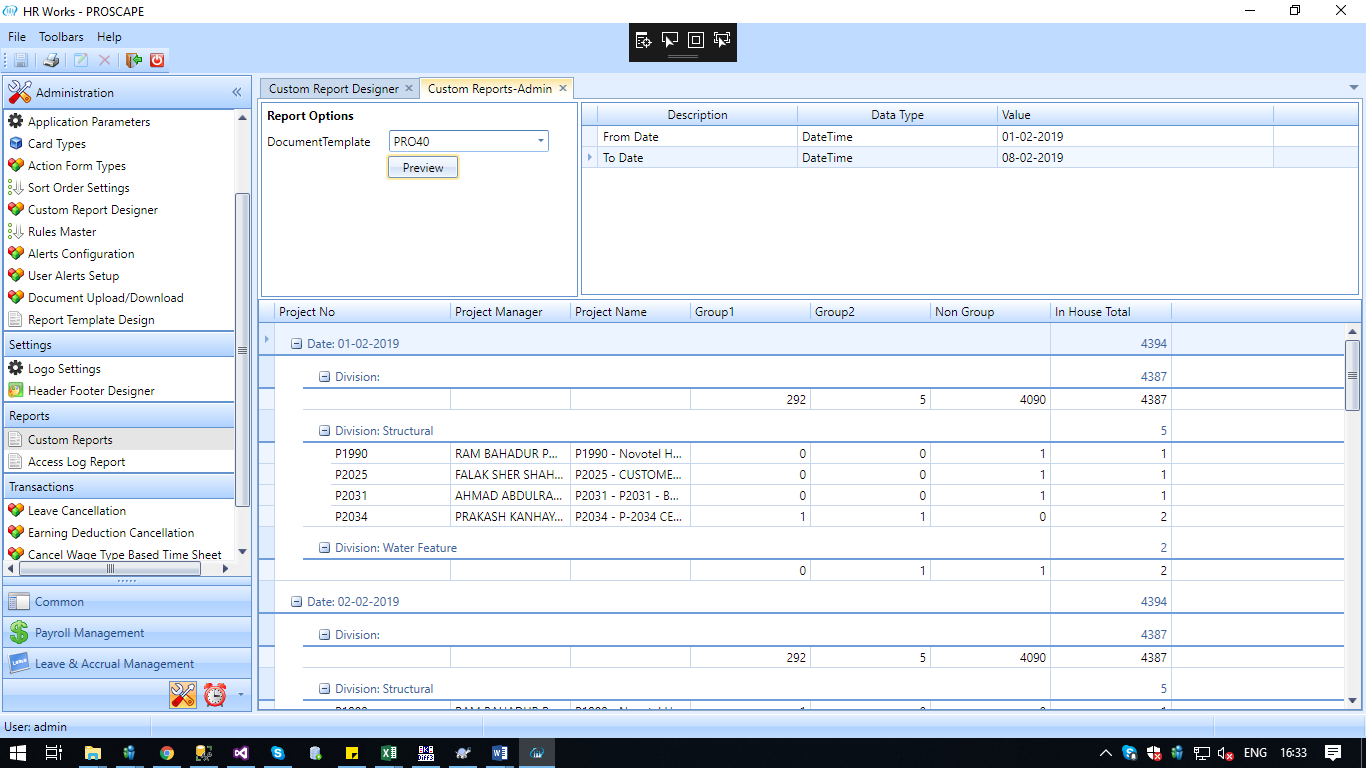 HR Works - PROSCAPE
File Toolbars Help
Administration
Application Parameters
Card Types
Action Form Types
Sort Order Settings
Custom Report Designer
Rules Master
Alerts Configuration
User Alerts Setup
Document Upload/Download
Report Template Design
Settings
Logo Settings
Header Footer Designer
Reports
Custom Reports
Access Log Report
Transactions
Leave Cancellation
Earning Deduction Cancellation
Cancel Wage Type Based Time Sheet
Common
Payroll Management
Leave & Accrual Management
Custom Report Designer Custom Reports-Admin
Report Options
DocumentTemplate PRO40
Preview
Description Data Type Value
From Date DateTime 01-02-2019
To Date DateTime 08-02-2019
Project No Project Manager Project Name Group1 Group2 Non Group In House Total
Date: 01-02-2019 4394
Division: 4387
292 5 4090 4387
Division: Structural 5
P1990 RAM BAHADUR P... P1990 - Novotel H... 0 0 1 1
P2025 FALAK SHER SHAH... P2025 - CUSTOME... 0 0 1 1
P2031 AHMAD ABDULRA... P2031 - P2031 - B... 0 0 1 1
P2034 PRAKASH KANHAY... P2034 - P-2034 CE... 1 1 0 2
Division: Water Feature 2
0 1 1 2
Date: 02-02-2019 4394
Division: 4387
292 5 4090 4387
Division: Structural 5
User: admin
ENG 16:33